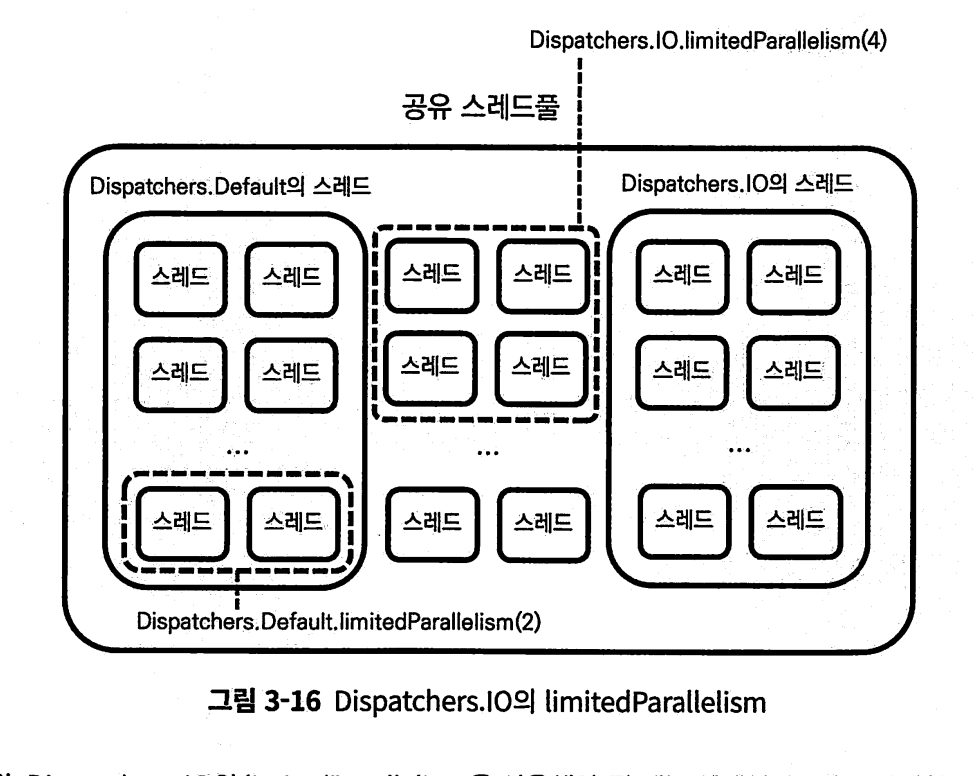 Dispatchers.IO.limitedParallelism(4)
공유 스레드풀
Dispatchers.Default의 스레드
Dispatchers.IO의 스레드
스레드 스레드 스레드 스레드 스레드 스레드
스레드 스레드 스레드 스레드 스레드 스레드
... ... ...
스레드 스레드 스레드 스레드 스레드 스레드
Dispatchers.Default.limitedParallelism(2)
그림 3-16 Dispatchers.IO의 limitedParallelism